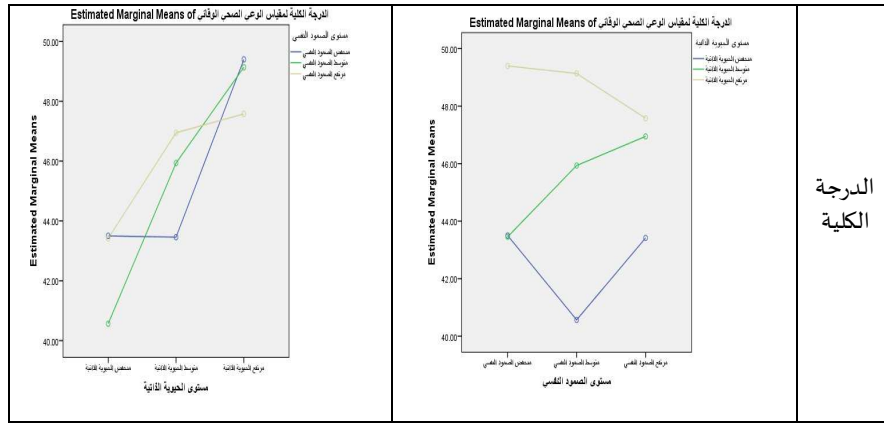 الدرجة
الكلية
Estimated Marginal Means of الدرجة الكلية لمقياس الوعي الصحي الوقائي
مستوى الحيوية الذاتية
منخفض الحيوية الذاتية
متوسط الحيوية الذاتية
مرتفع الحيوية الذاتية
Estimated Marginal Means
50.00
48.00
46.00
44.00
42.00
40.00
منخفض الصمود النفسي
متوسط الصمود النفسي
مرتفع الصمود النفسي
مستوى الصمود النفسي
Estimated Marginal Means of الدرجة الكلية لمقياس الوعي الصحي الوقائي
مستوى الصمود النفسي
منخفض الصمود النفسي
متوسط الصمود النفسي
مرتفع الصمود النفسي
Estimated Marginal Means
50.00
48.00
46.00
44.00
42.00
40.00
منخفض الحيوية الذاتية
متوسط الحيوية الذاتية
مرتفع الحيوية الذاتية
مستوى الحيوية الذاتية